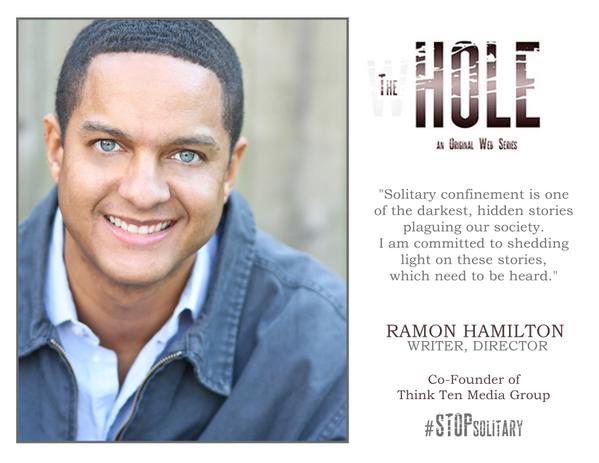 The wHOLE
an Original Web Series
"Solitary confinement is one
of the darkest, hidden stories
plaguing our society.
I am committed to shedding
light on these stories,
which need to be heard."
RAMON HAMILTON
WRITER, DIRECTOR
Co-Founder of
Think Ten Media Group
#STOPSOLITARY